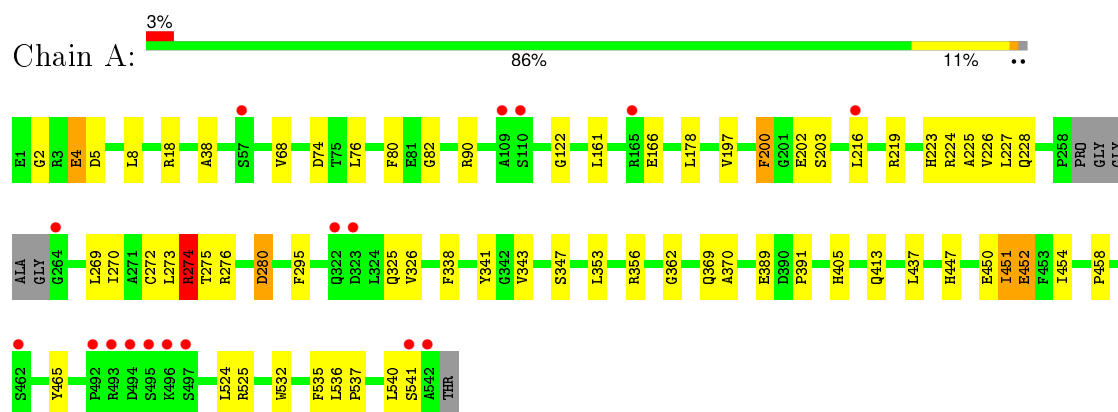 3%
Chain A:
86% 11% ••
E1 G2 R3 E4 D5 L8 R18 A38 S57 V68 D74 T75 L76 F80 E81 G82 R90 A109 S110 G122 L161 R165 E166 L178 V197 F200 G201 E202 S203 L216 R219 H223 R224 A225 V226 L227 Q228 P258 PRO GLY GLY
ALA GLY G264 L269 I270 A271 C272 L273 R274 T275 R276 D280 F295 Q322 D323 L324 Q325 V326 F338 Y341 G342 V343 S347 L353 R356 G362 Q369 A370 E389 D390 P391 H405 Q413 L437 H447 E450 I451 E452 F453 I454 P458
S462 Y465 P492 R493 D494 S495 K496 S497 L524 R525 W532 F535 L536 P537 L540 S541 A542 THR